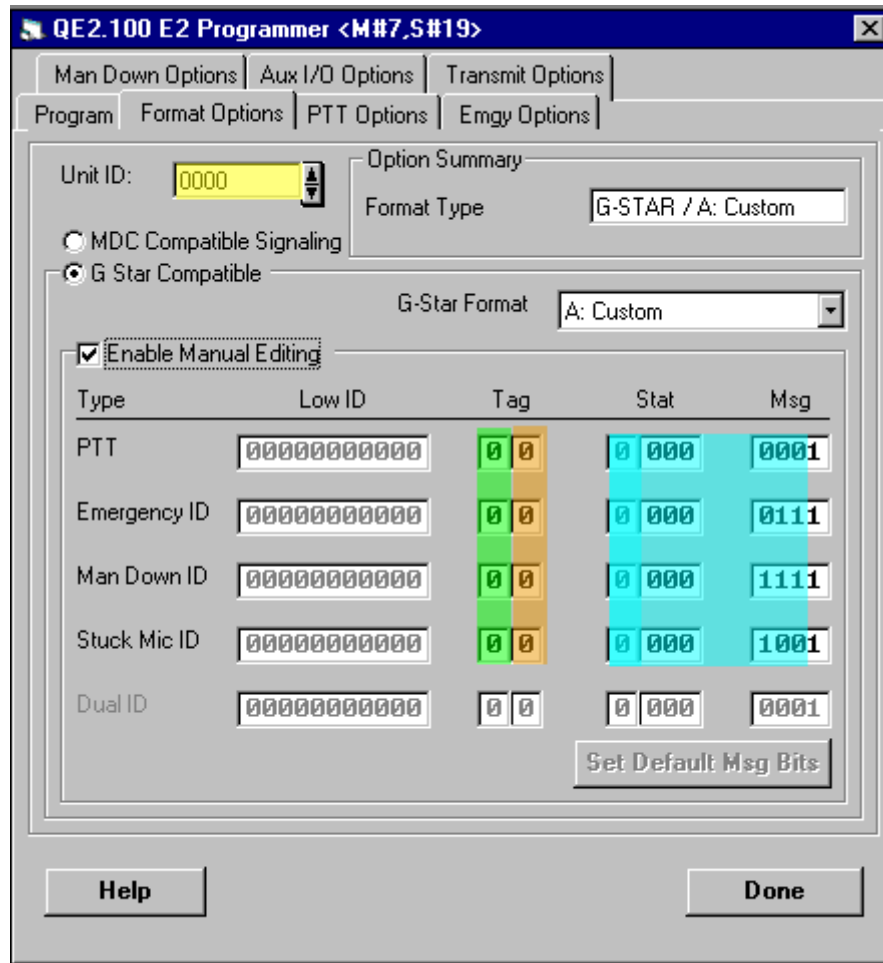 QE2.100 E2 Programmer <M#7,S#19>
Man Down Options Aux I/O Options Transmit Options
Program Format Options PTT Options Emgy Options
Unit ID: 0000
Option Summary
Format Type G-STAR / A: Custom
MDC Compatible Signaling
G Star Compatible
G-Star Format A: Custom
Enable Manual Editing
Type Low ID Tag Stat Msg
PTT 00000000000 0 0 0 000 0001
Emergency ID 00000000000 0 0 0 000 0111
Man Down ID 00000000000 0 0 0 000 1111
Stuck Mic ID 00000000000 0 0 0 000 1001
Dual ID 00000000000 0 0 0 000 0001
Set Default Msg Bits
Help Done